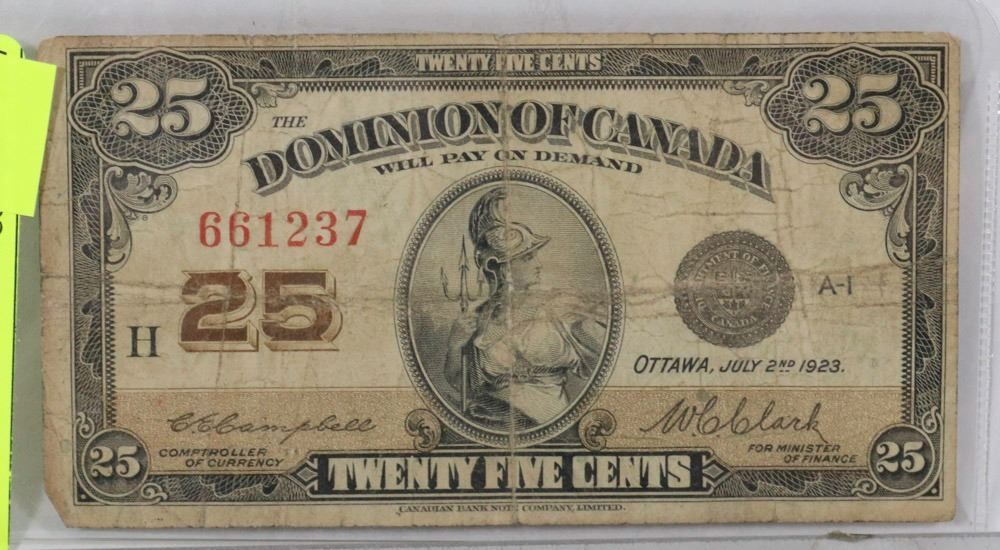 TWENTY FIVE CENTS
25 25
THE
DOMINION OF CANADA
WILL PAY ON DEMAND
661237
25
H
A-1
OTTAWA, JULY 2ND 1923.
C E Campbell
W. C. Clark
COMPTROLLER
OF CURRENCY
FOR MINISTER
OF FINANCE
25 25
TWENTY FIVE CENTS
CANADIAN BANK NOTE COMPANY, LIMITED.